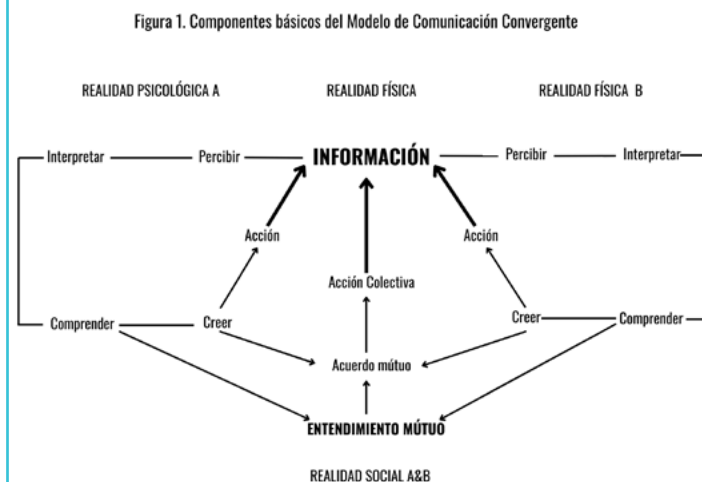 Figura 1. Componentes básicos del Modelo de Comunicación Convergente
REALIDAD PSICOLÓGICA A
REALIDAD FÍSICA
REALIDAD FÍSICA B
Interpretar
Percibir
INFORMACIÓN
Percibir
Interpretar
Acción
Acción
Acción Colectiva
Comprender
Creer
Creer
Comprender
Acuerdo mútuo
ENTENDIMIENTO MÚTUO
REALIDAD SOCIAL A&B